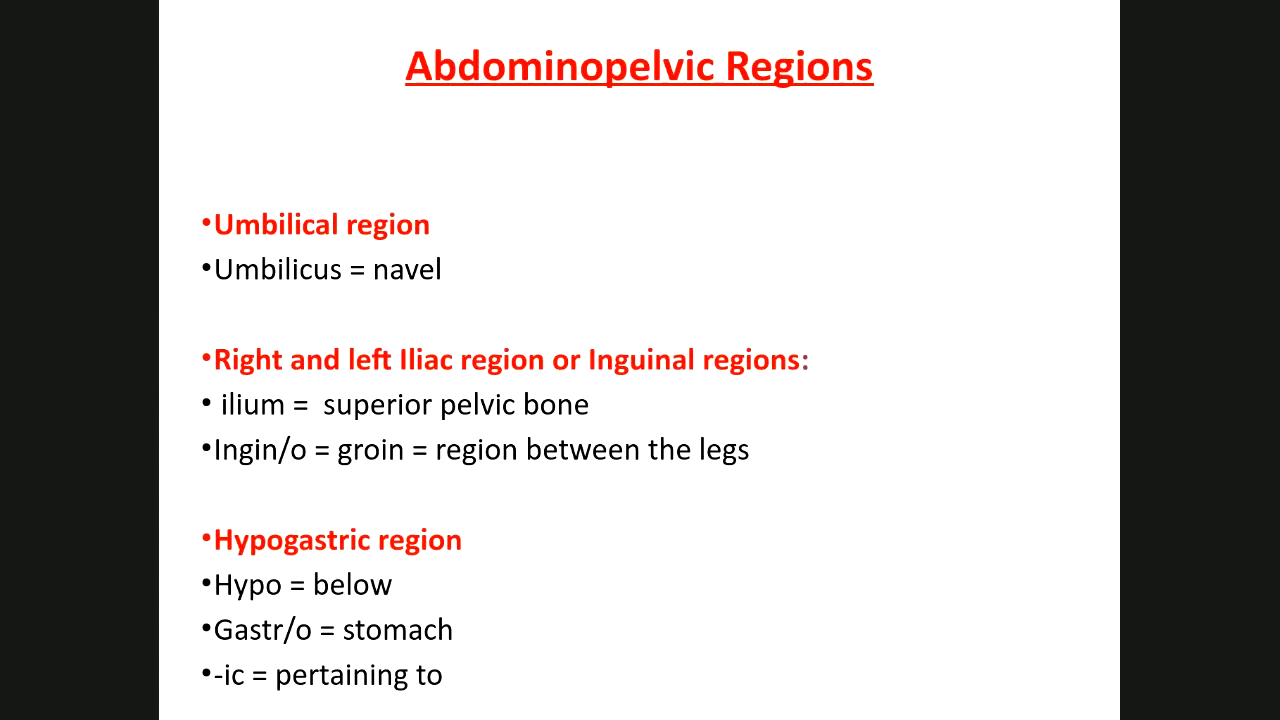 Abdominopelvic Regions
•Umbilical region
•Umbilicus = navel
•Right and left Iliac region or Inguinal regions:
• ilium =  superior pelvic bone
•Ingin/o = groin = region between the legs
•Hypogastric region
•Hypo = below
•Gastr/o = stomach
•-ic = pertaining to